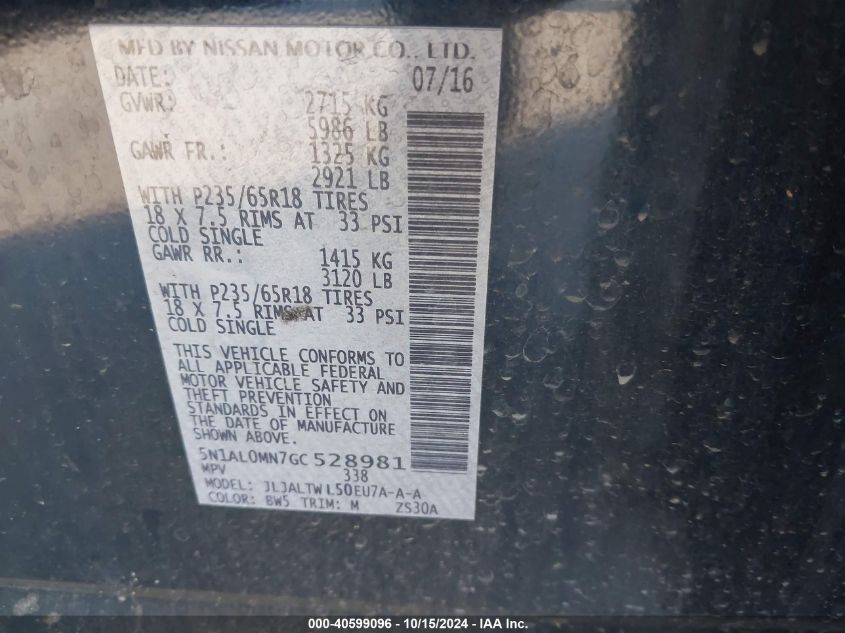 MFD BY NISSAN MOTOR CO., LTD.
DATE: 07/16
GVWR: 2715 KG
5986 LB
GAWR FR.: 1325 KG
2921 LB
WITH P235/65R18 TIRES
18 X 7.5 RIMS AT 33 PSI
COLD SINGLE
GAWR RR.: 1415 KG
3120 LB
WITH P235/65R18 TIRES
18 X 7.5 RIMS AT 33 PSI
COLD SINGLE
THIS VEHICLE CONFORMS TO
ALL APPLICABLE FEDERAL
MOTOR VEHICLE SAFETY AND
THEFT PREVENTION
STANDARDS IN EFFECT ON
THE DATE OF MANUFACTURE
SHOWN ABOVE.
5N1AL0MN7GC528981
MPV 338
MODEL: JLJALTWL50EU7A-A-A
COLOR: BW5 TRIM: M ZS30A
000-40599096 - 10/15/2024 - IAA Inc.